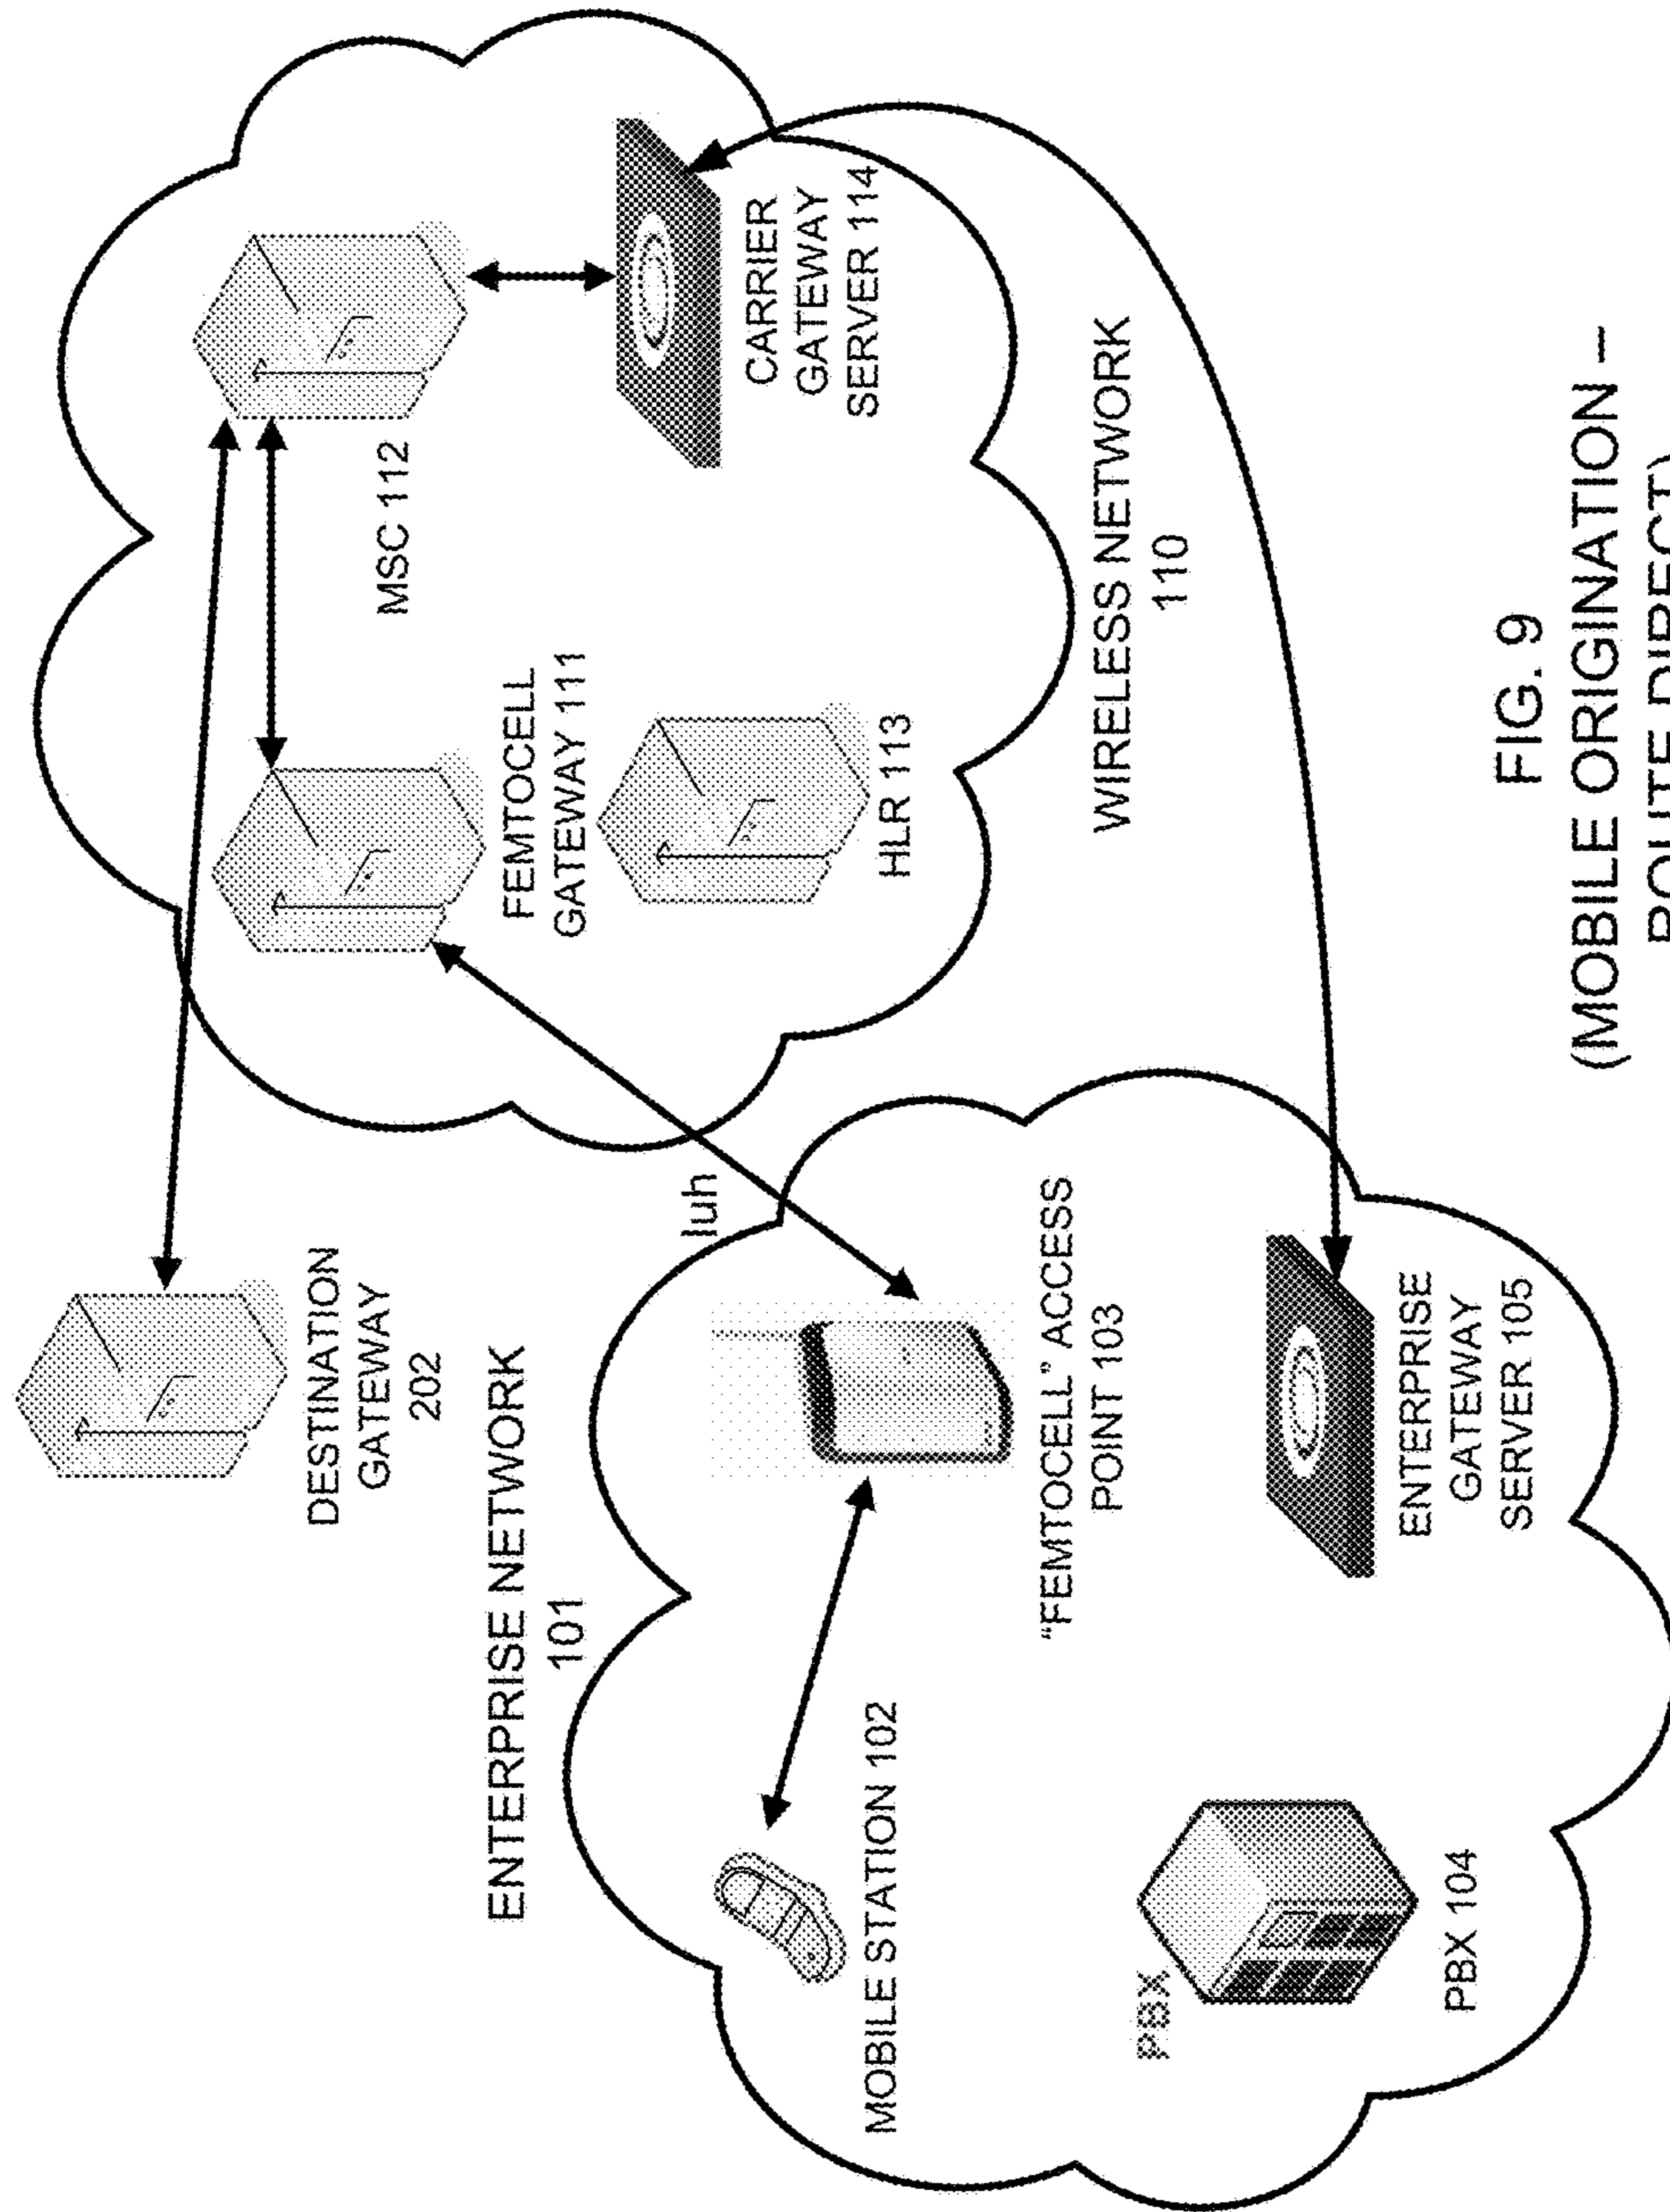 DESTINATION
GATEWAY
202
ENTERPRISE NETWORK
101
MOBILE STATION 102
"FEMTOCELL" ACCESS
POINT 103
PBX
PBX 104
ENTERPRISE
GATEWAY
SERVER 105
Iuh
FEMTOCELL
GATEWAY 111
MSC 112
HLR 113
CARRIER
GATEWAY
SERVER 114
WIRELESS NETWORK
110
FIG. 9
(MOBILE ORIGINATION –
ROUTE DIRECT)